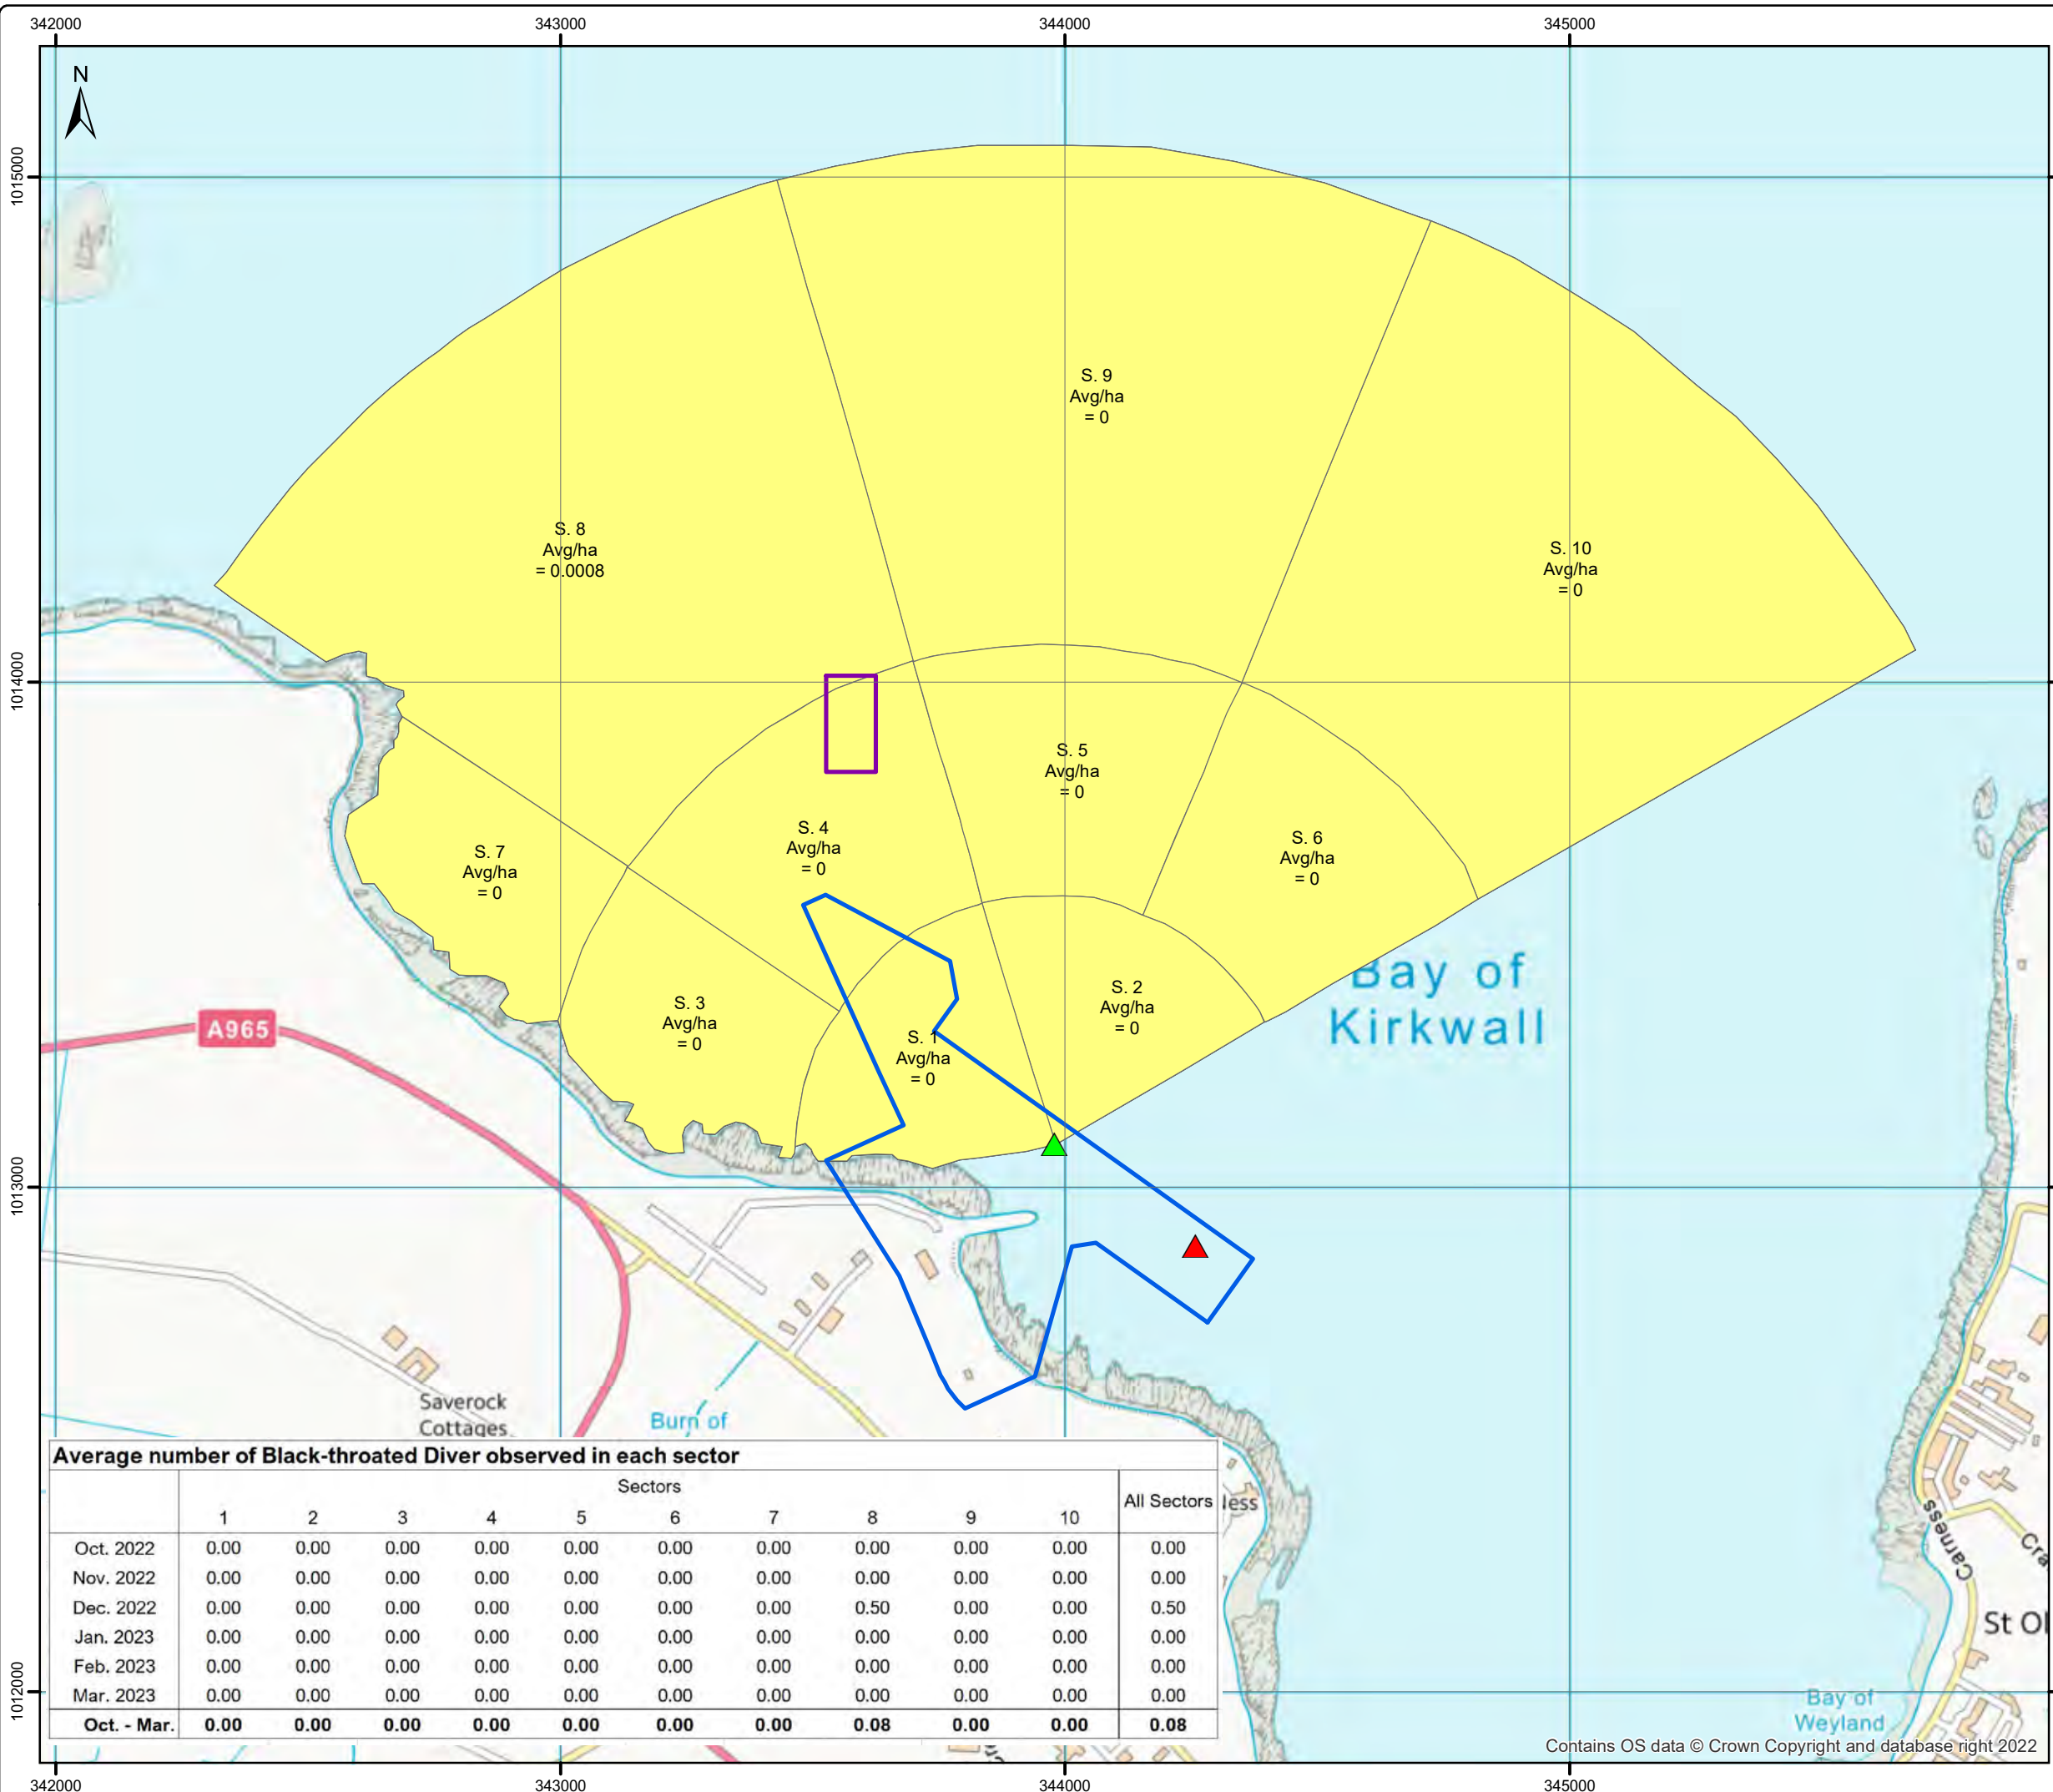 342000 343000 344000 345000
N
1015000
1014000
1013000
1012000
S. 9
Avg/ha
= 0
S. 8
Avg/ha
= 0.0008
S. 10
Avg/ha
= 0
S. 5
Avg/ha
= 0
S. 4
Avg/ha
= 0
S. 6
Avg/ha
= 0
S. 7
Avg/ha
= 0
S. 3
Avg/ha
= 0
S. 2
Avg/ha
= 0
S. 1
Avg/ha
= 0
Bay of
Kirkwall
A965
Saverock
Cottages
Burn of
Carness
St Ol
Bay of
Weyland
Average number of Black-throated Diver observed in each sector
Sectors
1 2 3 4 5 6 7 8 9 10 All Sectors
Oct. 2022 0.00 0.00 0.00 0.00 0.00 0.00 0.00 0.00 0.00 0.00 0.00
Nov. 2022 0.00 0.00 0.00 0.00 0.00 0.00 0.00 0.00 0.00 0.00 0.00
Dec. 2022 0.00 0.00 0.00 0.00 0.00 0.00 0.00 0.50 0.00 0.00 0.50
Jan. 2023 0.00 0.00 0.00 0.00 0.00 0.00 0.00 0.00 0.00 0.00 0.00
Feb. 2023 0.00 0.00 0.00 0.00 0.00 0.00 0.00 0.00 0.00 0.00 0.00
Mar. 2023 0.00 0.00 0.00 0.00 0.00 0.00 0.00 0.00 0.00 0.00 0.00
Oct. - Mar. 0.00 0.00 0.00 0.00 0.00 0.00 0.00 0.08 0.00 0.00 0.08
Contains OS data © Crown Copyright and database right 2022
342000 343000 344000 345000